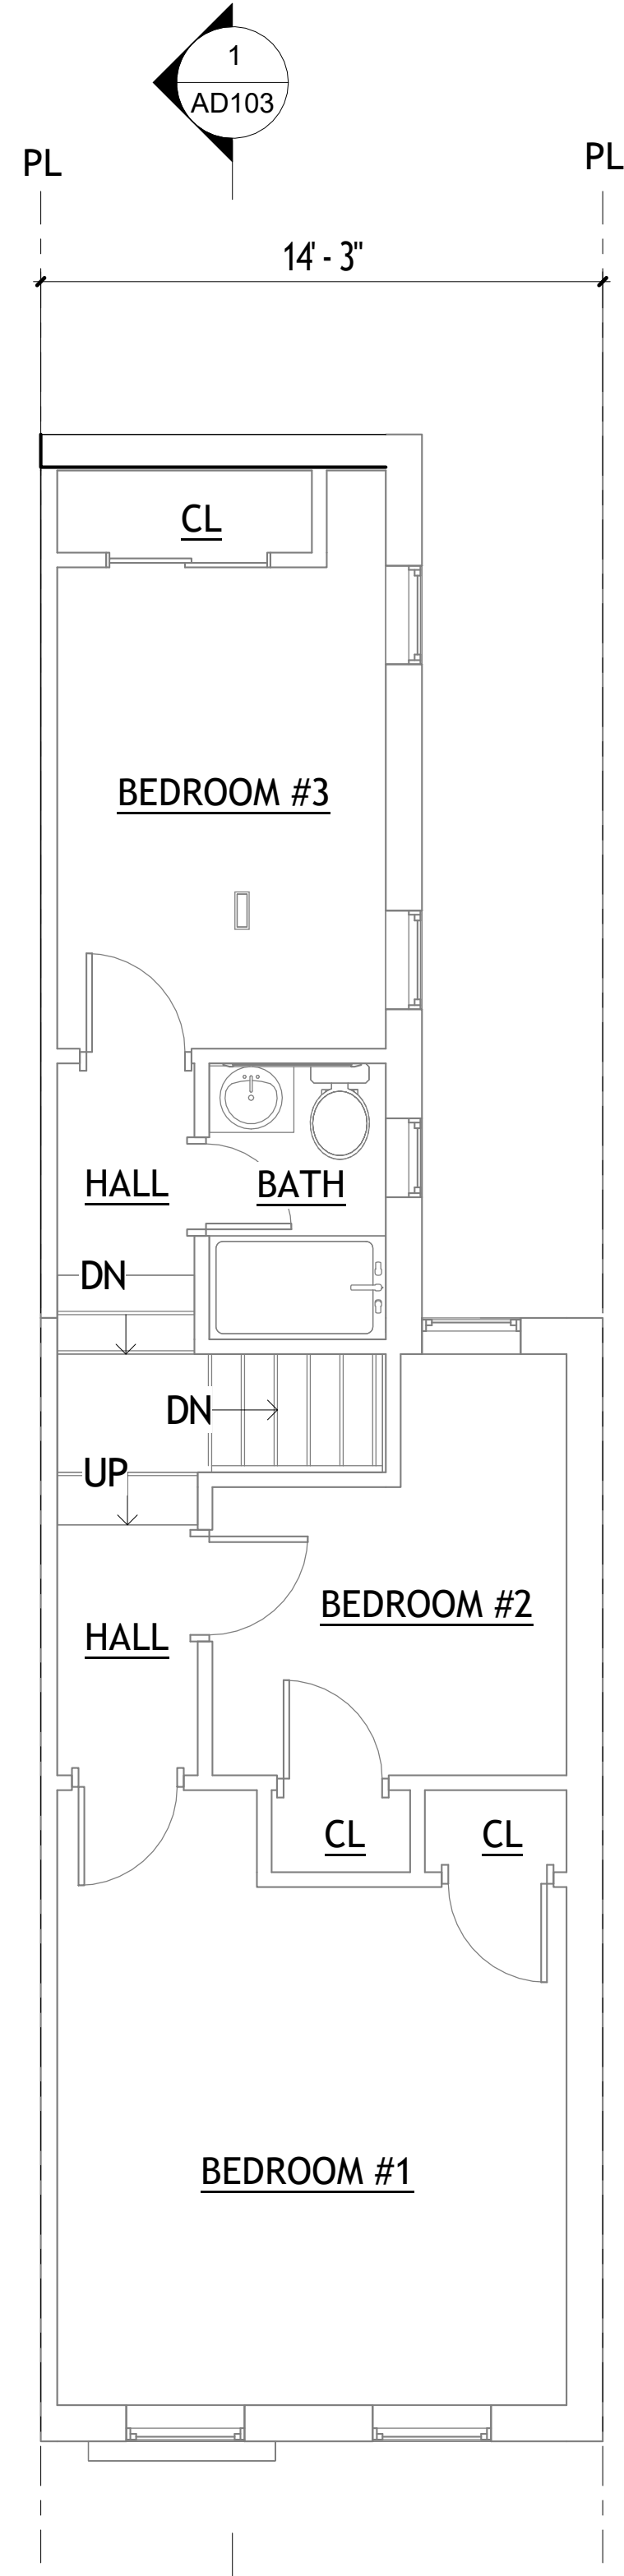 1
AD103
PL
PL
14' - 3"
CL
BEDROOM #3
HALL
BATH
DN
DN
UP
BEDROOM #2
HALL
CL
CL
BEDROOM #1